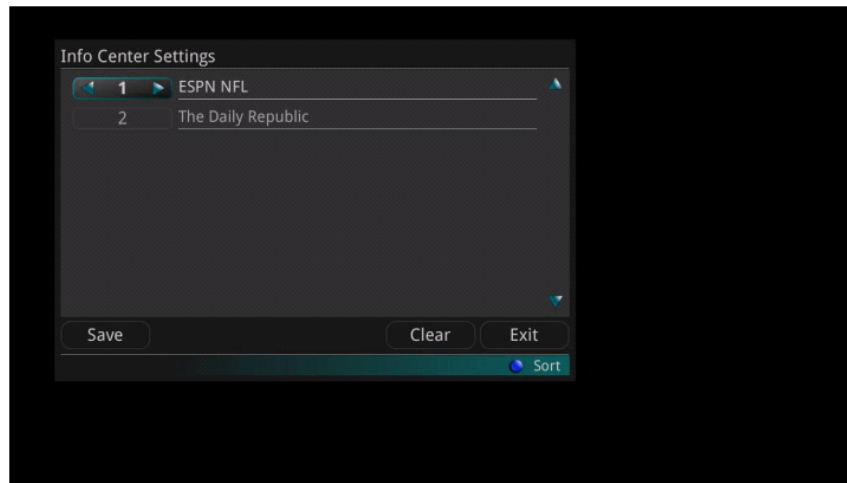 Info Center Settings
1 ESPN NFL
2 The Daily Republic
Save Clear Exit
Sort